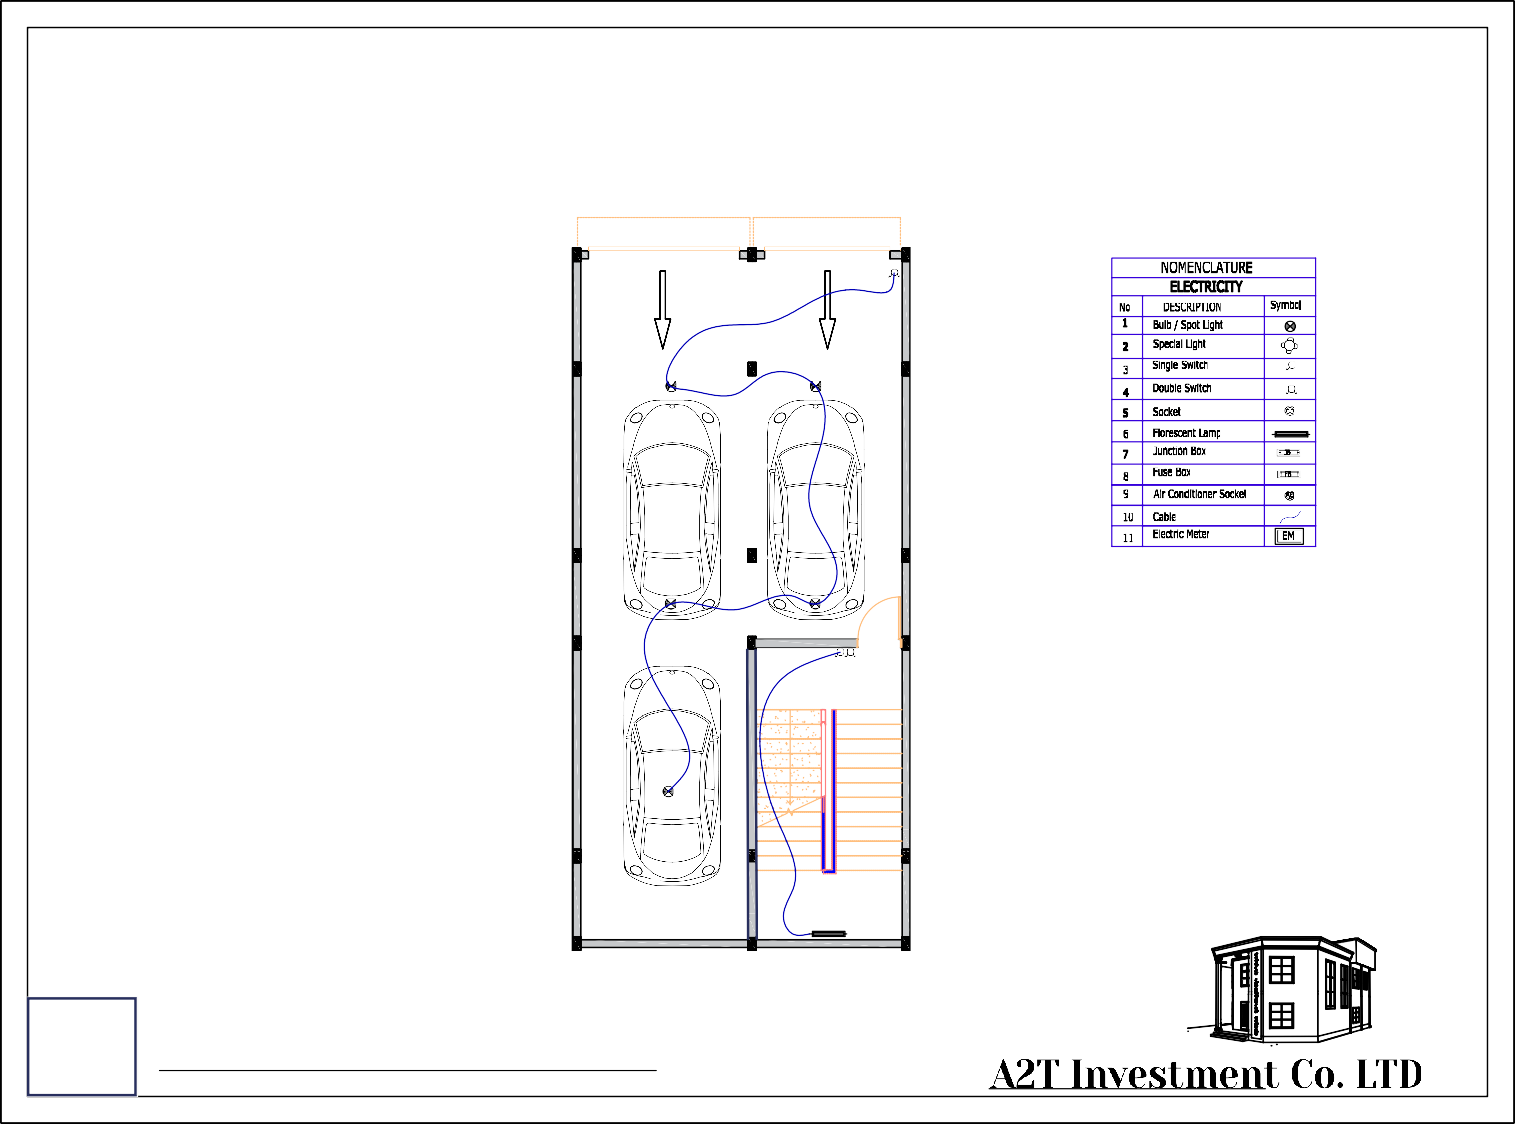 NOMENCLATURE
ELECTRICITY
No DESCRIPTION Symbol
1 Bulb / Spot Light
2 Special Light
3 Single Switch
4 Double Switch
5 Socket
6 Florescent Lamp
7 Junction Box
8 Fuse Box
9 Air Conditioner Socket
10 Cable
11 Electric Meter EM
A2T Investment Co. LTD